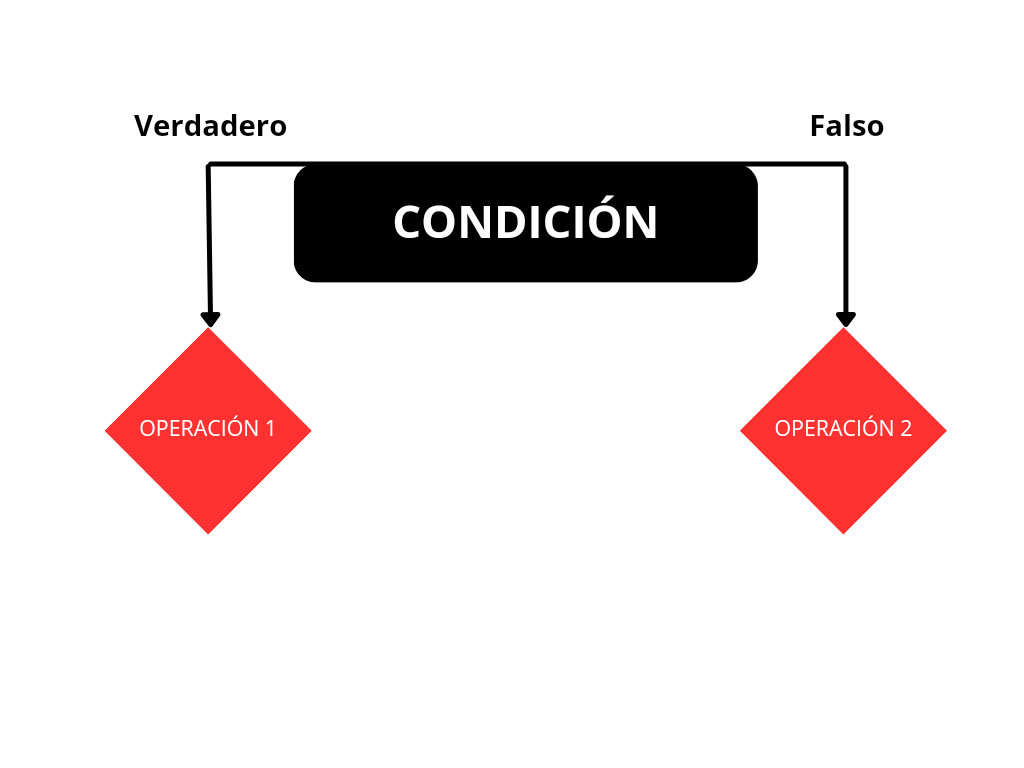 Verdadero
Falso
CONDICIÓN
OPERACIÓN 1
OPERACIÓN 2